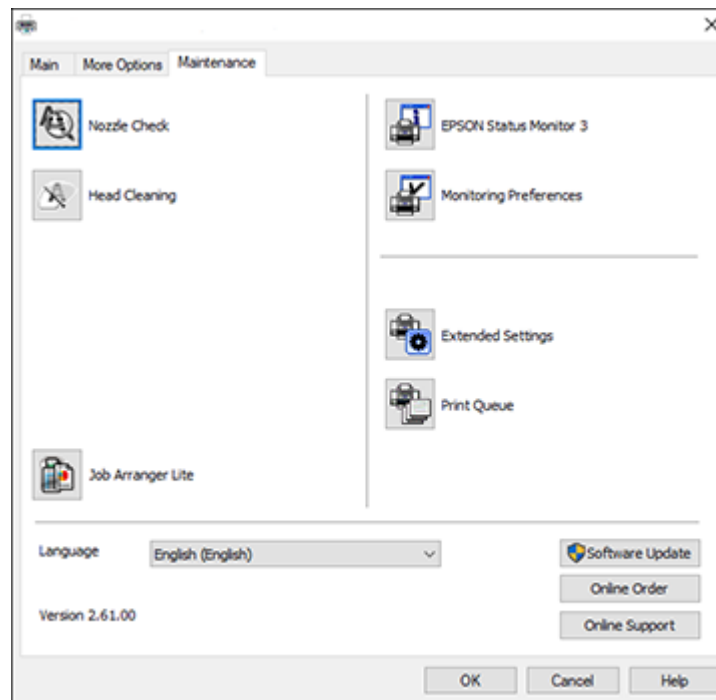 Main
More Options
Maintenance
Nozzle Check
Head Cleaning
Job Arranger Lite
EPSON Status Monitor 3
Monitoring Preferences
Extended Settings
Print Queue
Language
English (English)
Version 2.61.00
Software Update
Online Order
Online Support
OK
Cancel
Help